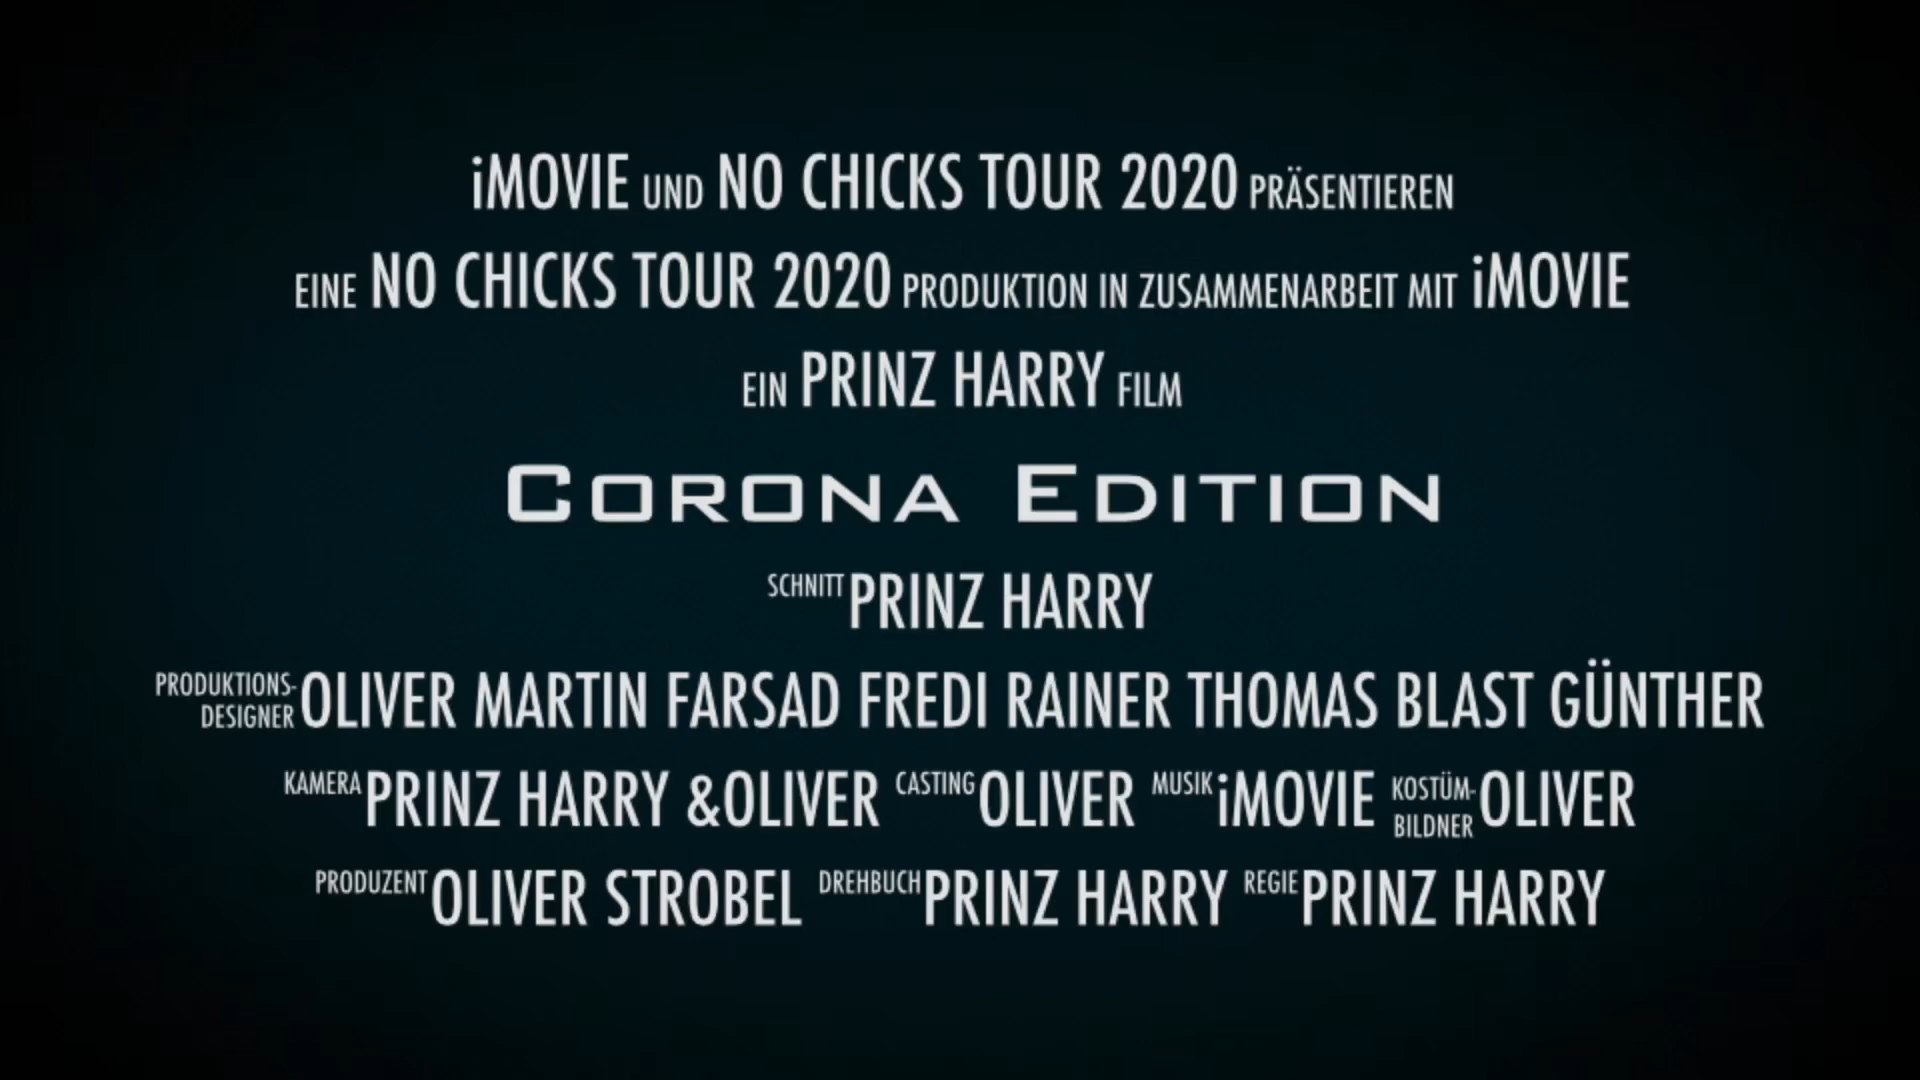 iMOVIE UND NO CHICKS TOUR 2020 PRÄSENTIEREN
EINE NO CHICKS TOUR 2020 PRODUKTION IN ZUSAMMENARBEIT MIT iMOVIE
EIN PRINZ HARRY FILM
CORONA EDITION
SCHNITT PRINZ HARRY
PRODUKTIONS-DESIGNER OLIVER MARTIN FARSAD FREDI RAINER THOMAS BLAST GÜNTHER
KAMERA PRINZ HARRY &OLIVER CASTING OLIVER MUSIK iMOVIE KOSTÜM-BILDNER OLIVER
PRODUZENT OLIVER STROBEL DREHBUCH PRINZ HARRY REGIE PRINZ HARRY